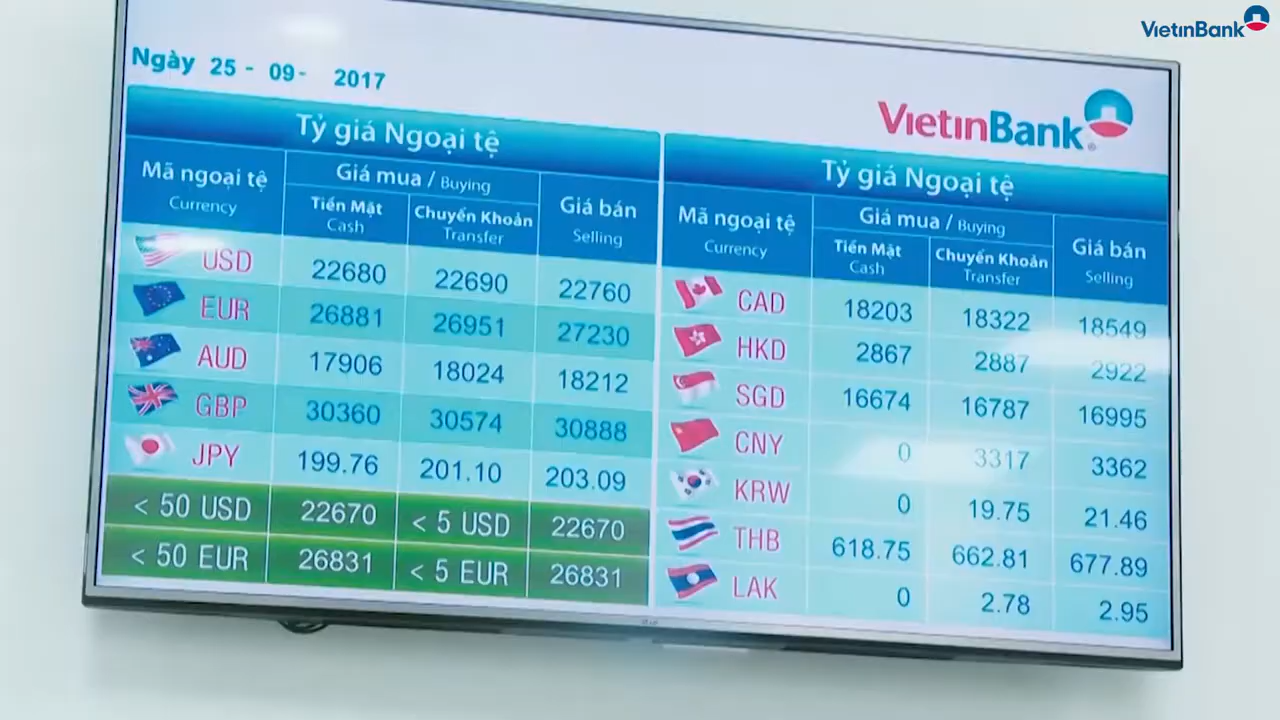 VietinBank
Ngày 25 - 09 - 2017
VietinBank
Tỷ giá Ngoại tệ
Mã ngoại tệ Giá mua / Buying Giá bán
Currency Tiền Mặt Chuyển Khoản Selling
Cash Transfer
USD 22680 22690 22760
EUR 26881 26951 27230
AUD 17906 18024 18212
GBP 30360 30574 30888
JPY 199.76 201.10 203.09
< 50 USD 22670 < 5 USD 22670
< 50 EUR 26831 < 5 EUR 26831
Tỷ giá Ngoại tệ
Mã ngoại tệ Giá mua / Buying Giá bán
Currency Tiền Mặt Chuyển Khoản Selling
Cash Transfer
CAD 18203 18322 18549
HKD 2867 2887 2922
SGD 16674 16787 16995
CNY 0 3317 3362
KRW 0 19.75 21.46
THB 618.75 662.81 677.89
LAK 0 2.78 2.95